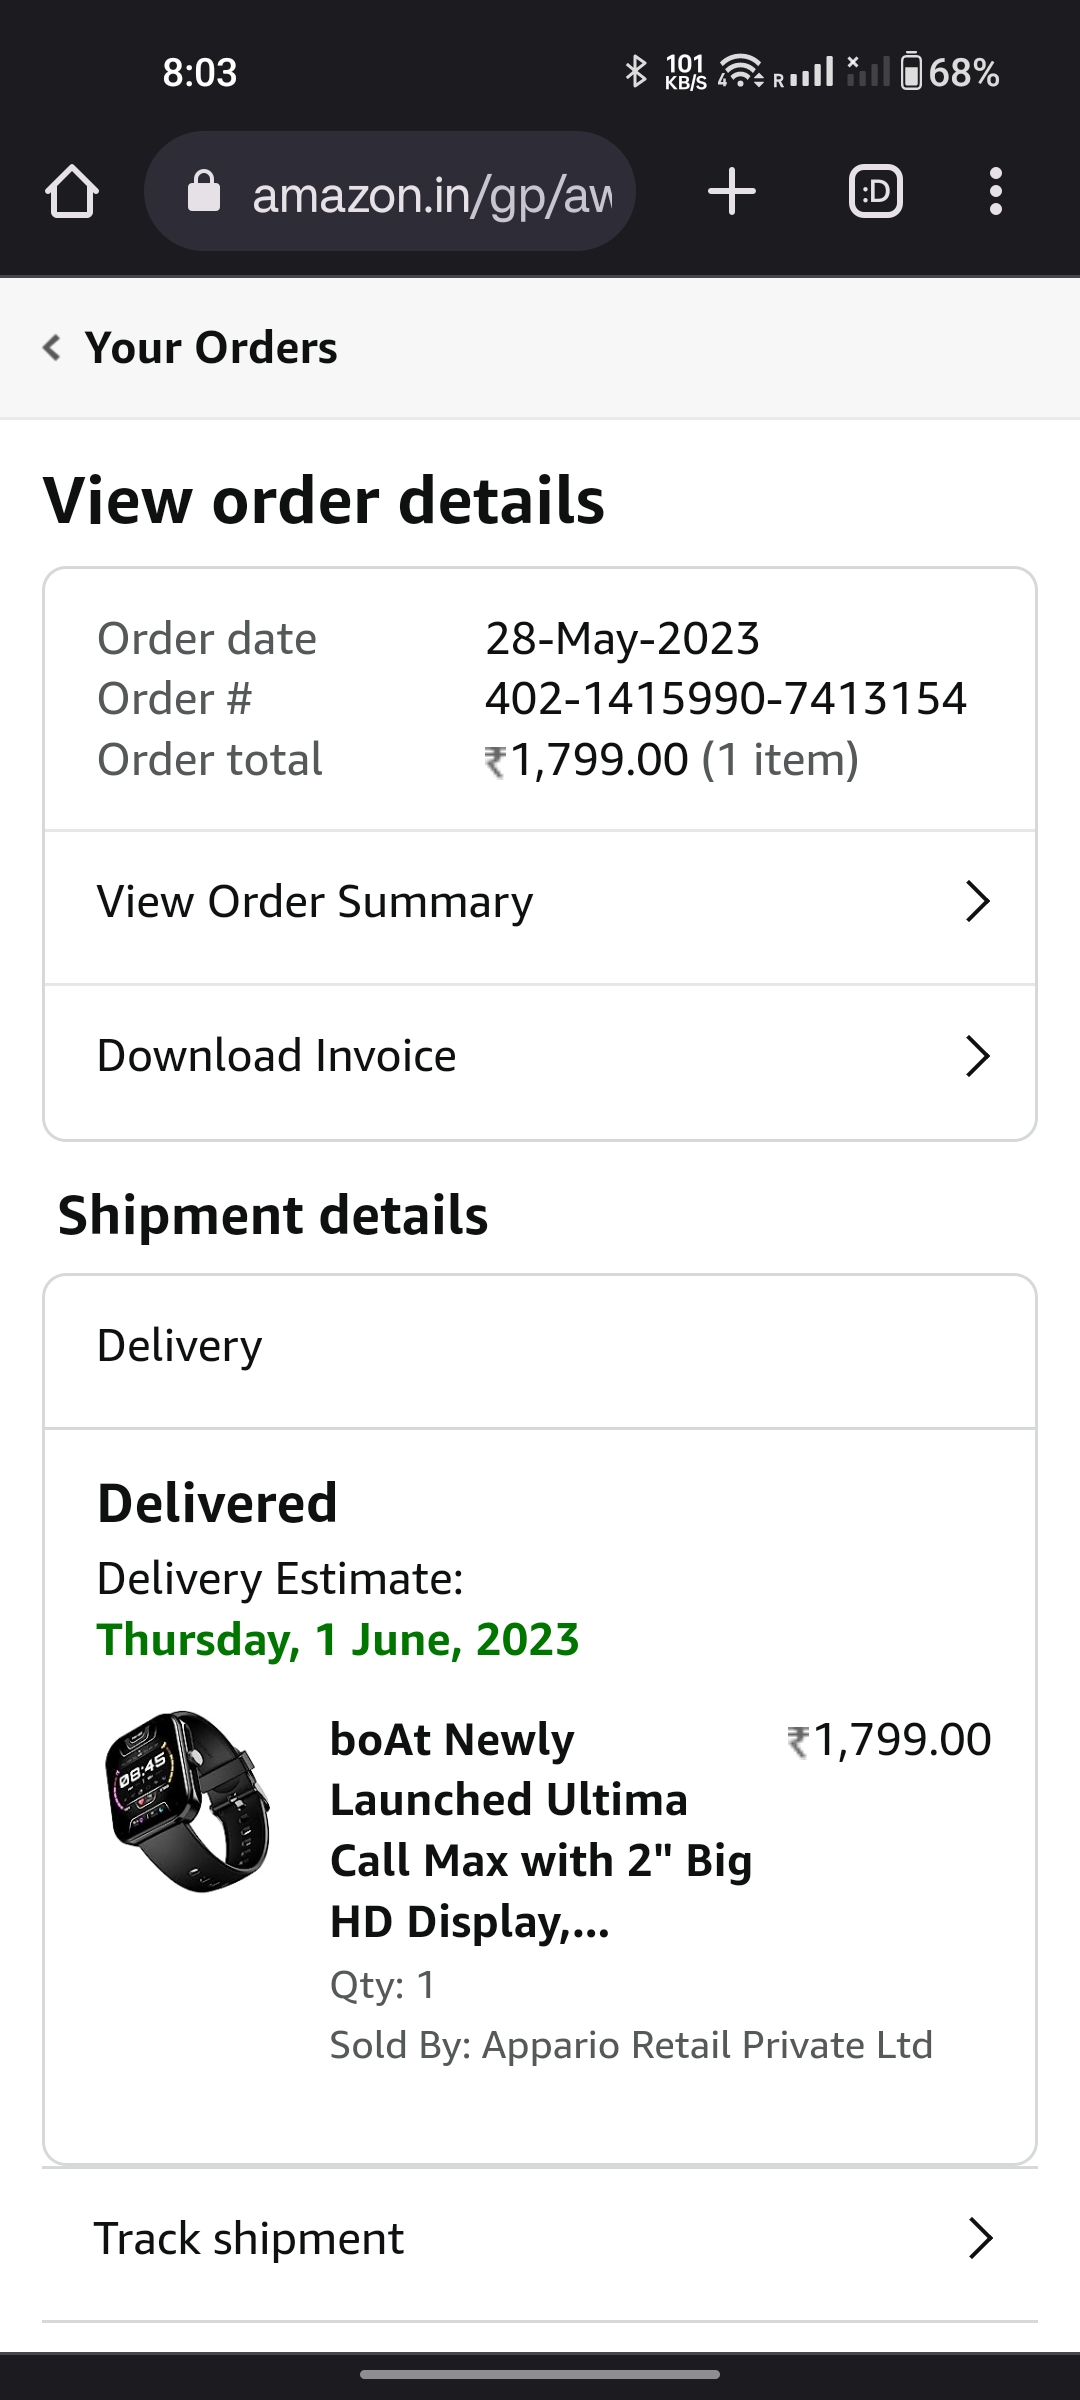 8:03
101
KB/S
4
R
68%
amazon.in/gp/aw
:D
Your Orders
View order details
Order date 28-May-2023
Order # 402-1415990-7413154
Order total ₹1,799.00 (1 item)
View Order Summary
Download Invoice
Shipment details
Delivery
Delivered
Delivery Estimate:
Thursday, 1 June, 2023
08:45
boAt Newly ₹1,799.00
Launched Ultima
Call Max with 2" Big
HD Display,...
Qty: 1
Sold By: Appario Retail Private Ltd
Track shipment